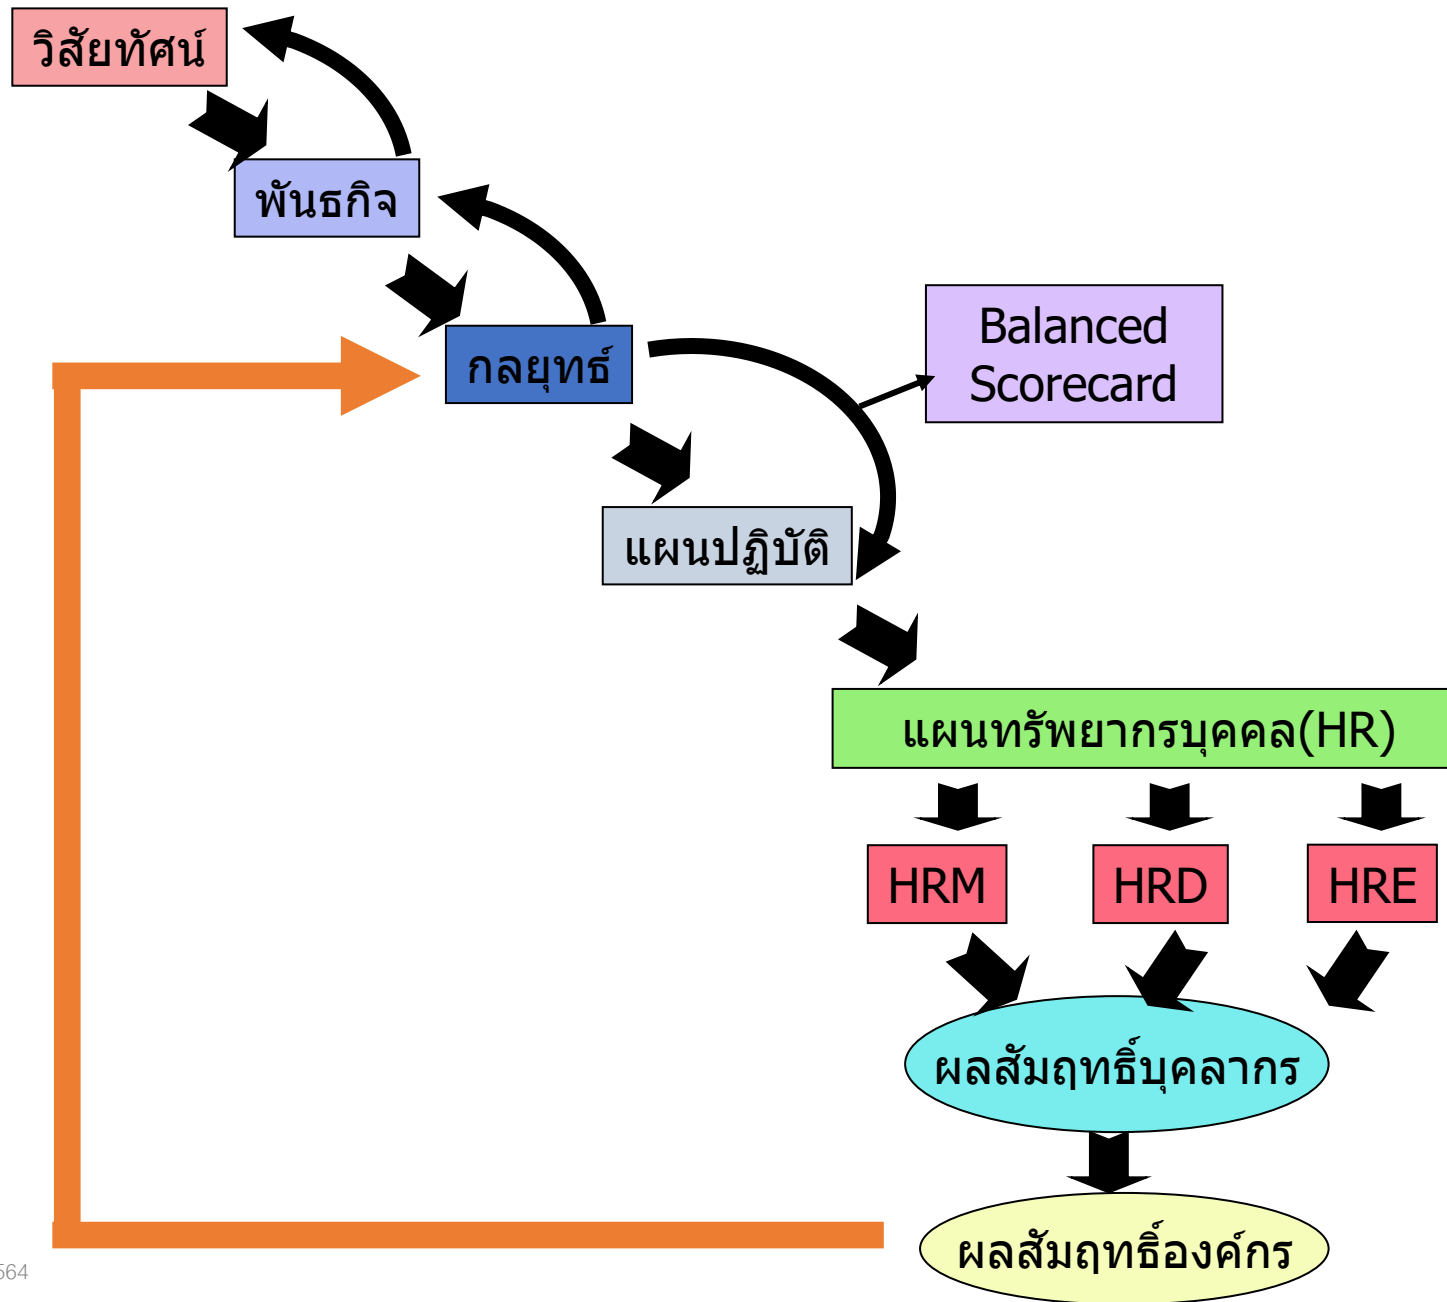 วิสัยทัศน์
พันธกิจ
กลยุทธ์
Balanced
Scorecard
แผนปฏิบัติ
แผนทรัพยากรบุคคล(HR)
HRM
HRD
HRE
ผลสัมฤทธิ์บุคลากร
ผลสัมฤทธิ์องค์กร
564